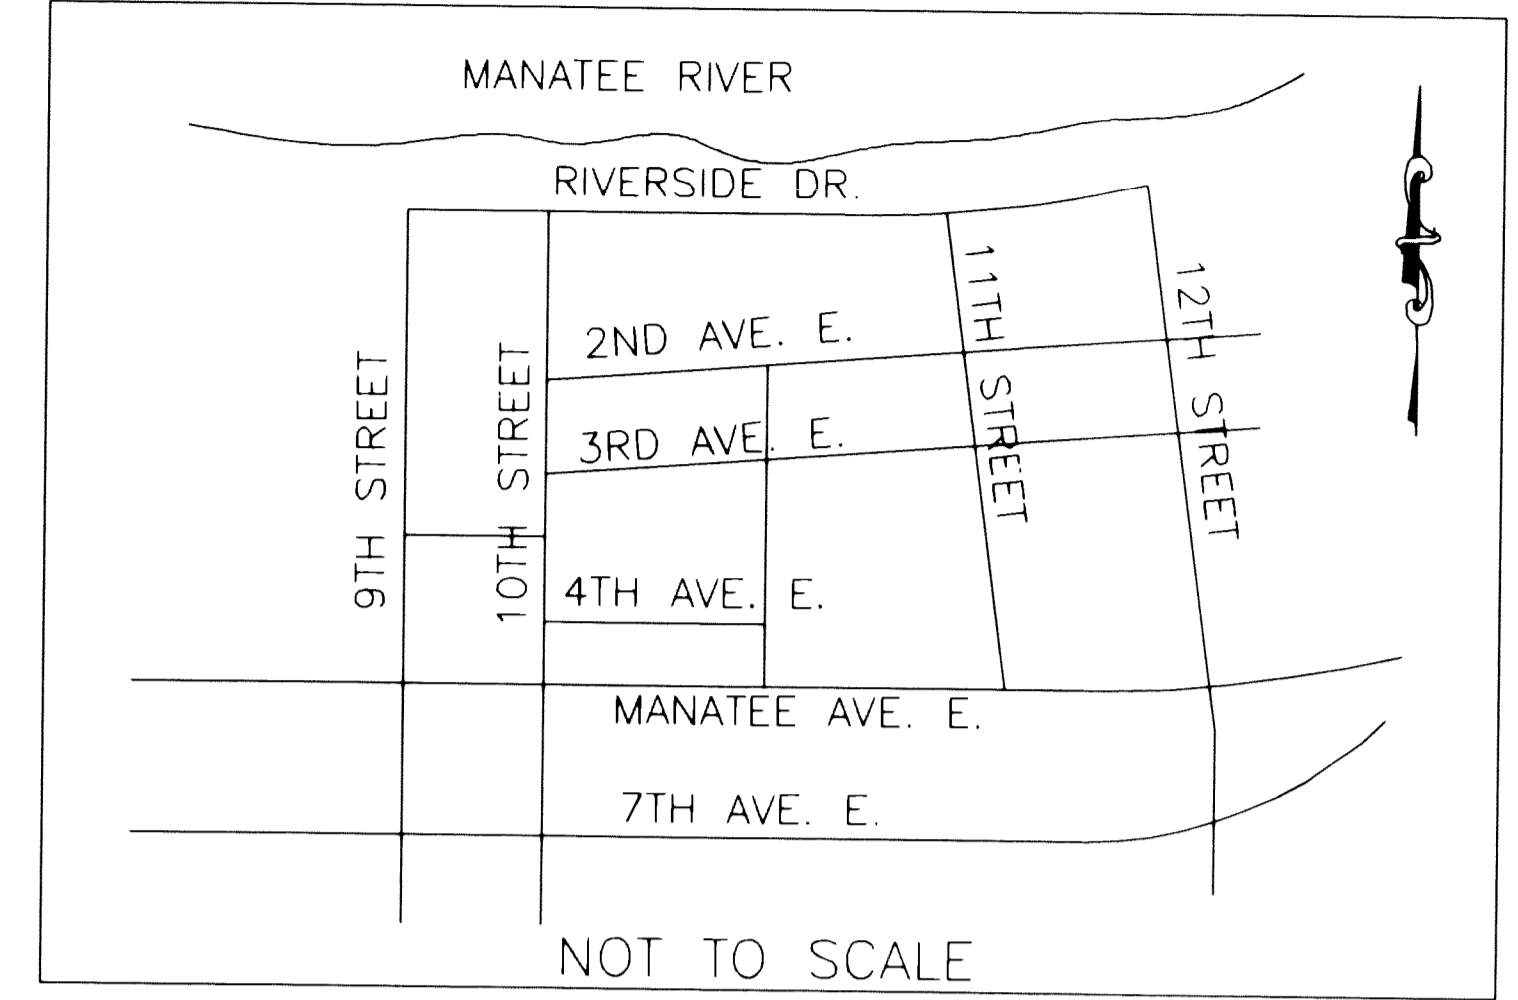 MANATEE RIVER
RIVERSIDE DR.
11TH STREET
12TH STREET
2ND AVE. E.
9TH STREET
10TH STREET
3RD AVE. E.
4TH AVE. E.
MANATEE AVE. E.
7TH AVE. E.
NOT TO SCALE